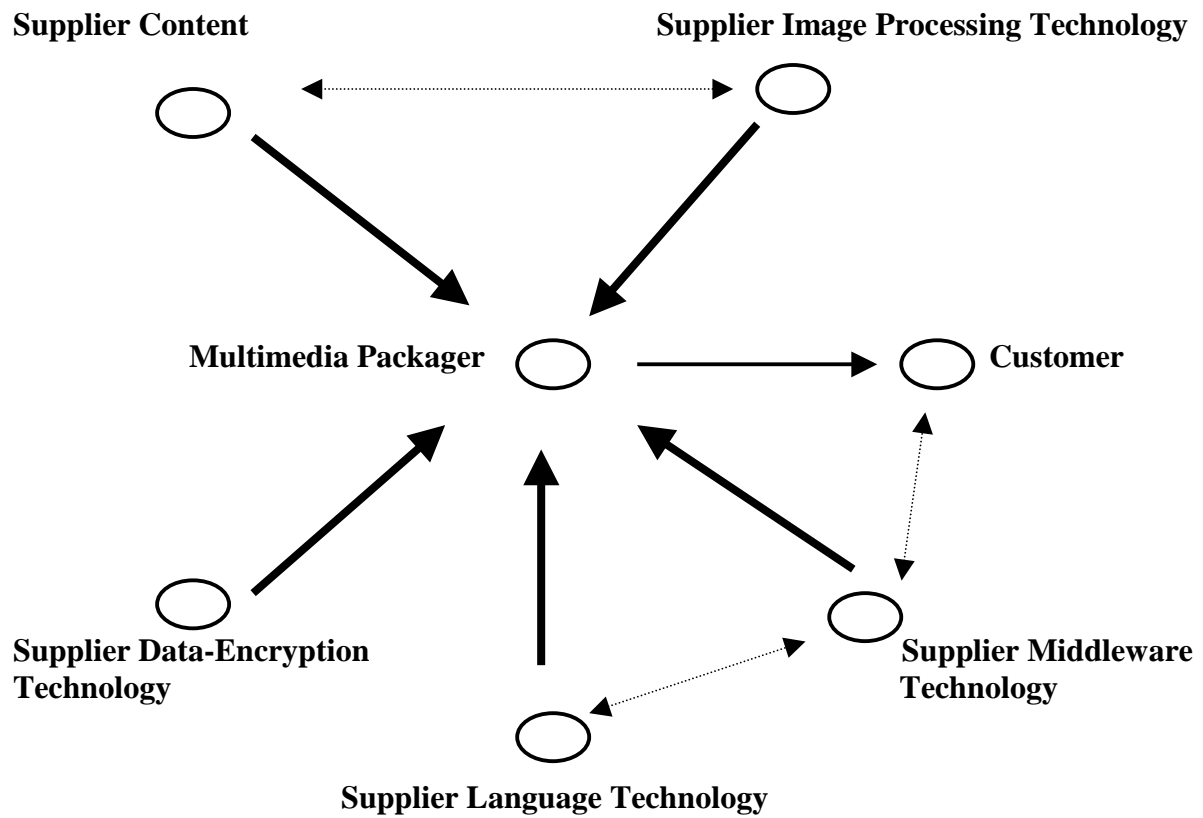 Supplier Content
Supplier Image Processing Technology
Multimedia Packager
Customer
Supplier Data-Encryption
Technology
Supplier Middleware
Technology
Supplier Language Technology